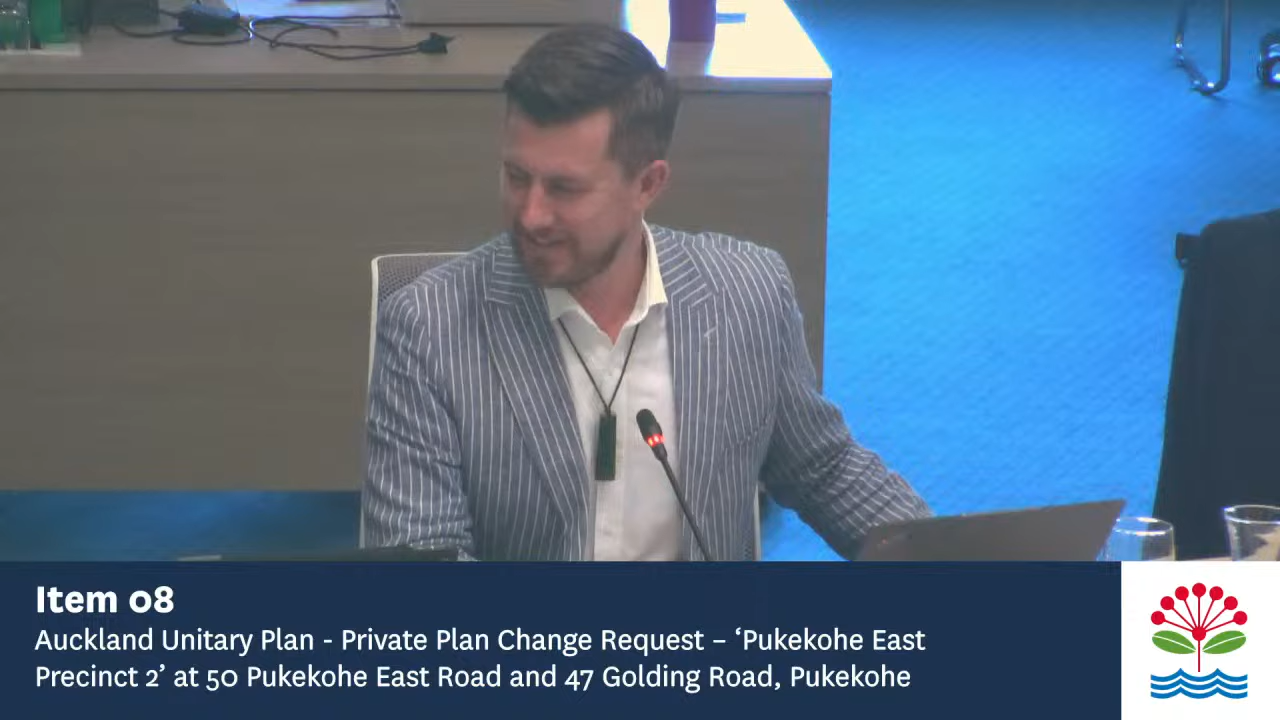 Item 08
Auckland Unitary Plan - Private Plan Change Request – ‘Pukekohe East
Precinct 2’ at 50 Pukekohe East Road and 47 Golding Road, Pukekohe